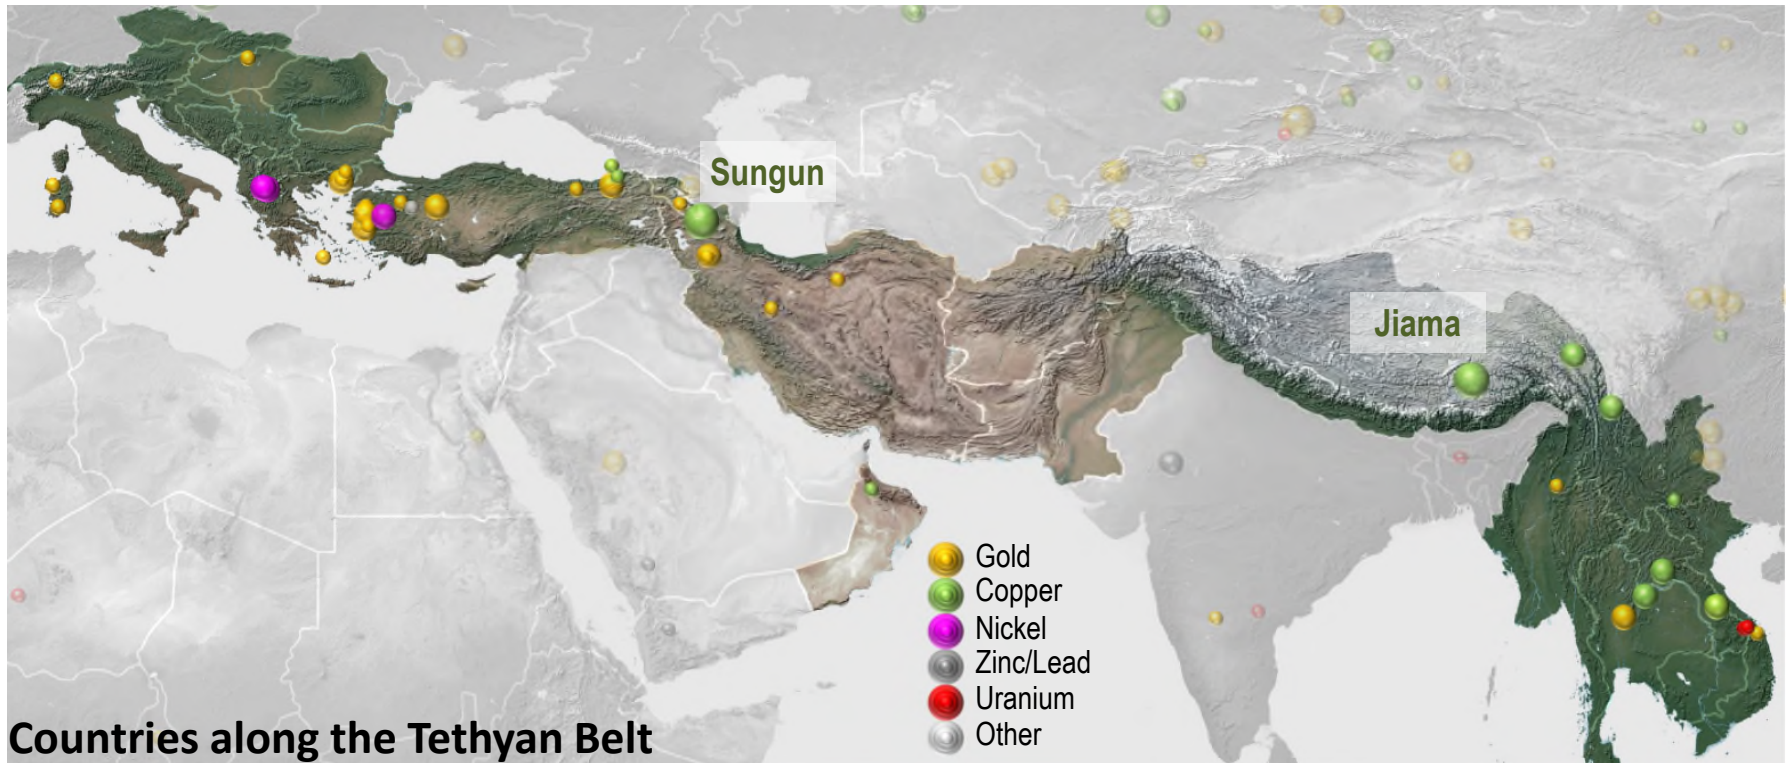 Sungun
Jiama
Gold
Copper
Nickel
Zinc/Lead
Uranium
Other
Countries along the Tethyan Belt